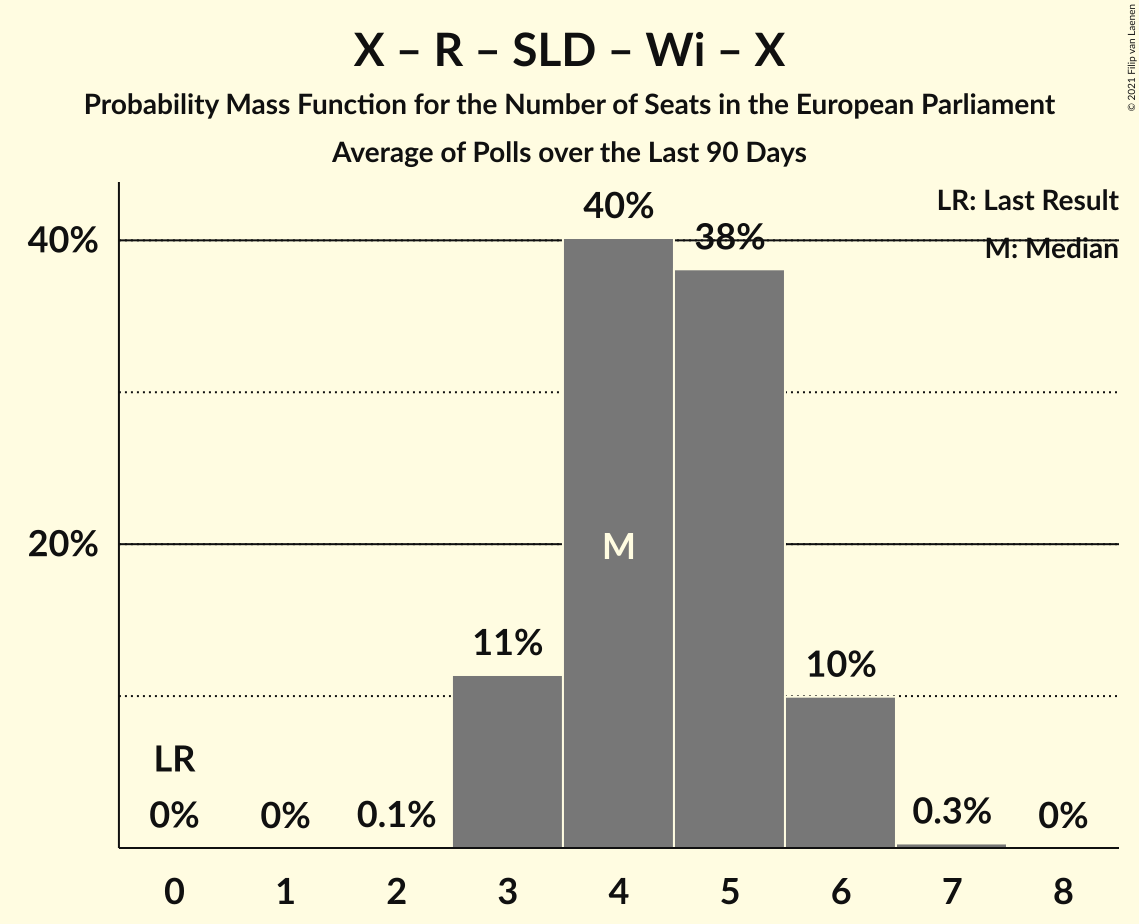 X – R – SLD – Wi – X
Probability Mass Function for the Number of Seats in the European Parliament
Average of Polls over the Last 90 Days
© 2021 Filip van Laenen
LR: Last Result
M: Median
40%
20%
40%
38%
M
11%
10%
LR
0%
0%
0.1%
0.3%
0%
0 1 2 3 4 5 6 7 8